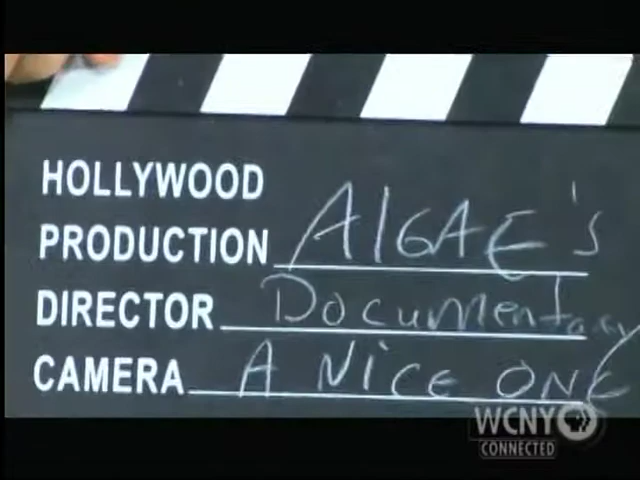 HOLLYWOOD
PRODUCTION AlGAE's
DIRECTOR Documentary
CAMERA A NiCE ONE
WCNY
CONNECTED